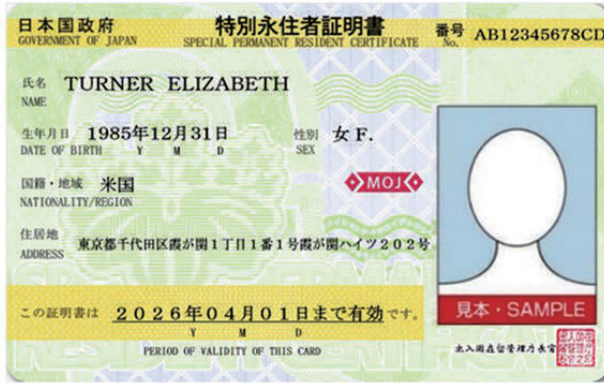 日本国政府 特別永住者証明書 番号 AB12345678CD
GOVERNMENT OF JAPAN SPECIAL PERMANENT RESIDENT CERTIFICATE No.
氏名 TURNER ELIZABETH
NAME
生年月日 1985年12月31日 性別 女 F.
DATE OF BIRTH Y M D SEX
国籍・地域 米国 MOJ
NATIONALITY/REGION
住居地 東京都千代田区霞が関1丁目1番1号霞が関ハイツ202号
ADDRESS
見本・SAMPLE
この証明書は 2026年04月01日まで有効 です。
Y M D
PERIOD OF VALIDITY OF THIS CARD
出入国在留管理庁長官